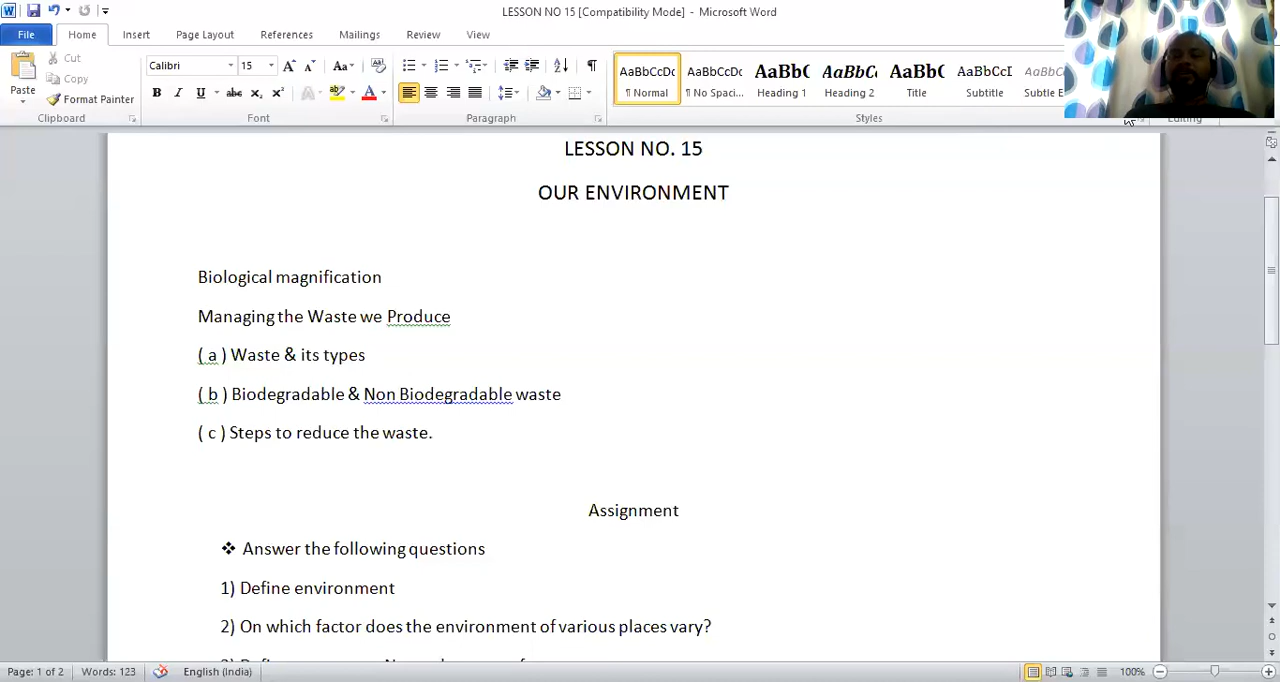 LESSON NO 15 [Compatibility Mode] - Microsoft Word
File Home Insert Page Layout References Mailings Review View
Paste
Cut
Copy
Format Painter
Clipboard
Calibri 15
Font
Paragraph
AaBbCcDc AaBbCcDc AaBbC AaBbCc AaBbC AaBbCcI AaBbCcD
¶ Normal ¶ No Spaci... Heading 1 Heading 2 Title Subtitle Subtle E
Styles
LESSON NO. 15
OUR ENVIRONMENT
Biological magnification
Managing the Waste we Produce
( a ) Waste & its types
( b ) Biodegradable & Non Biodegradable waste
( c ) Steps to reduce the waste.
Assignment
❖ Answer the following questions
1) Define environment
2) On which factor does the environment of various places vary?
Page: 1 of 2 Words: 123 English (India) 100%